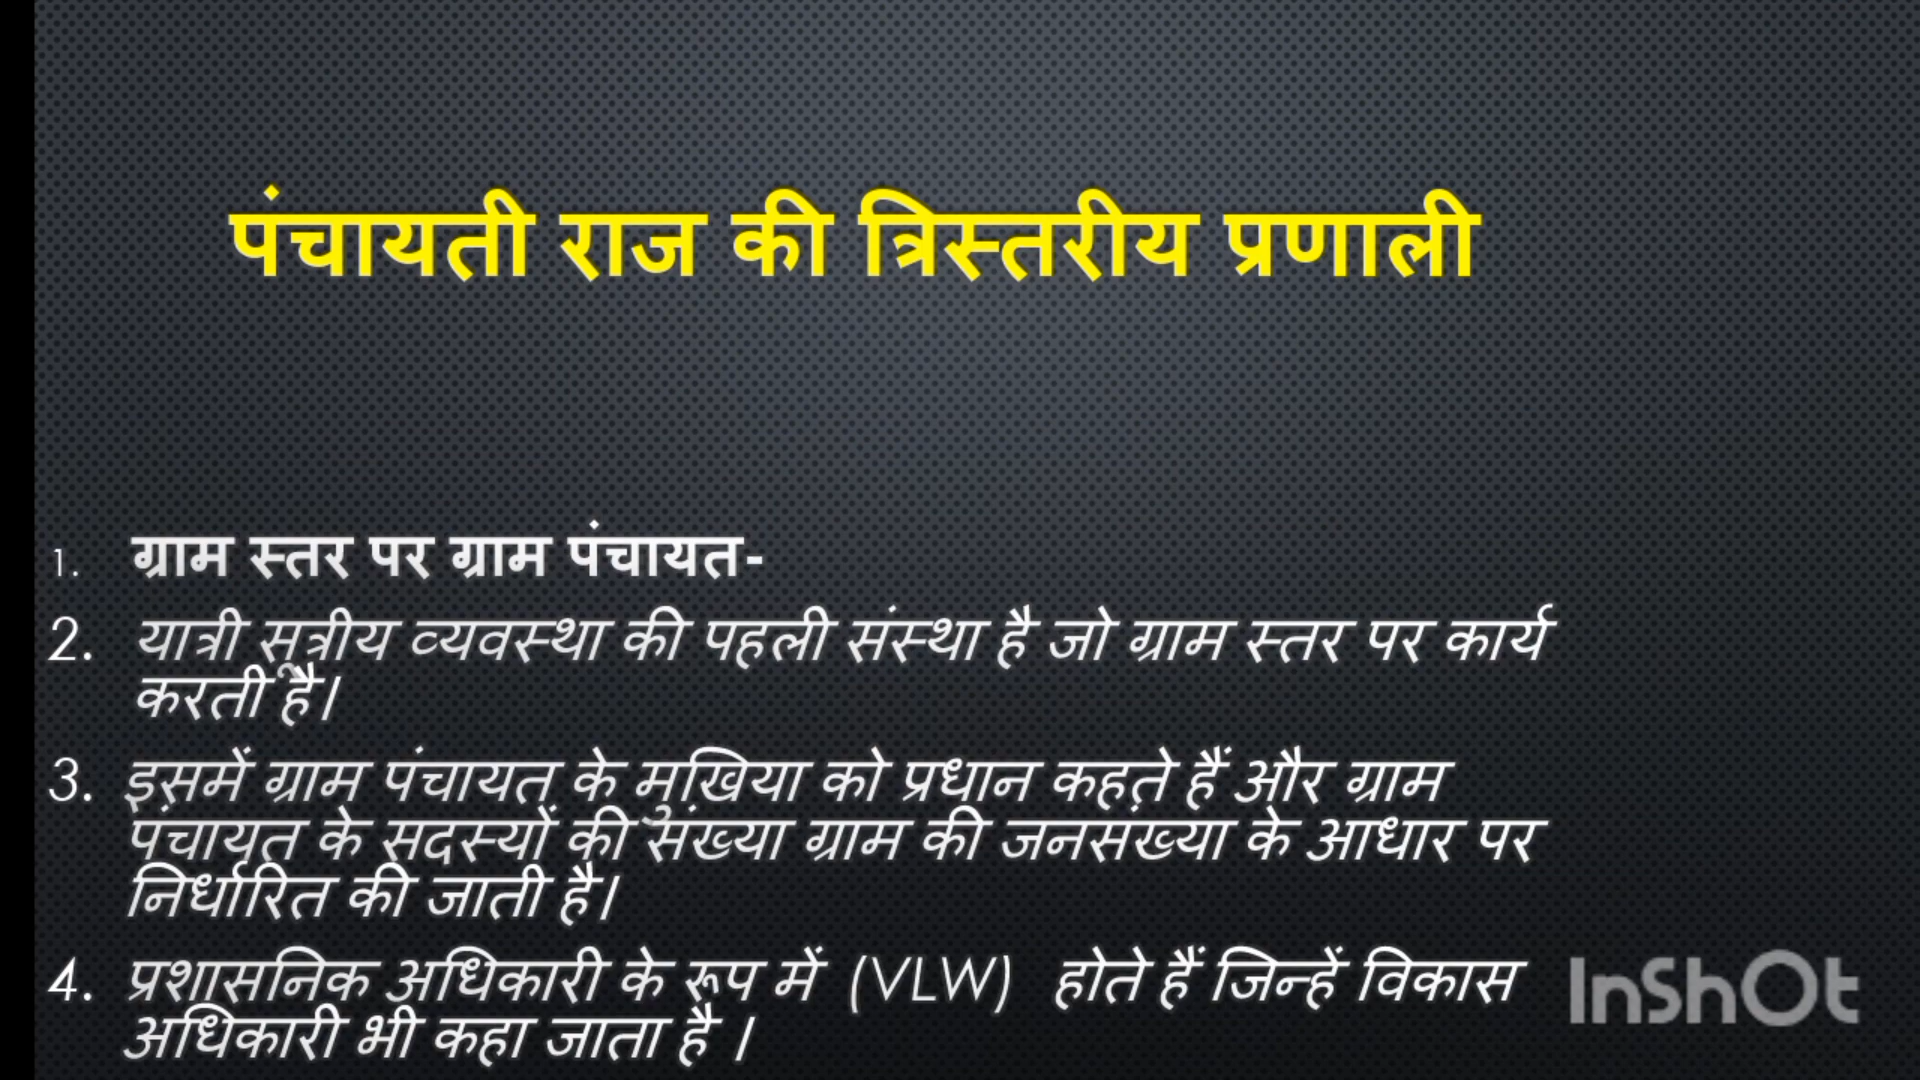 पंचायती राज की त्रिस्तरीय प्रणाली
1. ग्राम स्तर पर ग्राम पंचायत-
2. यात्री सूत्रीय व्यवस्था की पहली संस्था है जो ग्राम स्तर पर कार्य
करती है।
3. इसमें ग्राम पंचायत के मुखिया को प्रधान कहते हैं और ग्राम
पंचायत के सदस्यों की संख्या ग्राम की जनसंख्या के आधार पर
निर्धारित की जाती है।
4. प्रशासनिक अधिकारी के रूप में (VLW) होते हैं जिन्हें विकास
अधिकारी भी कहा जाता है ।
InShOt